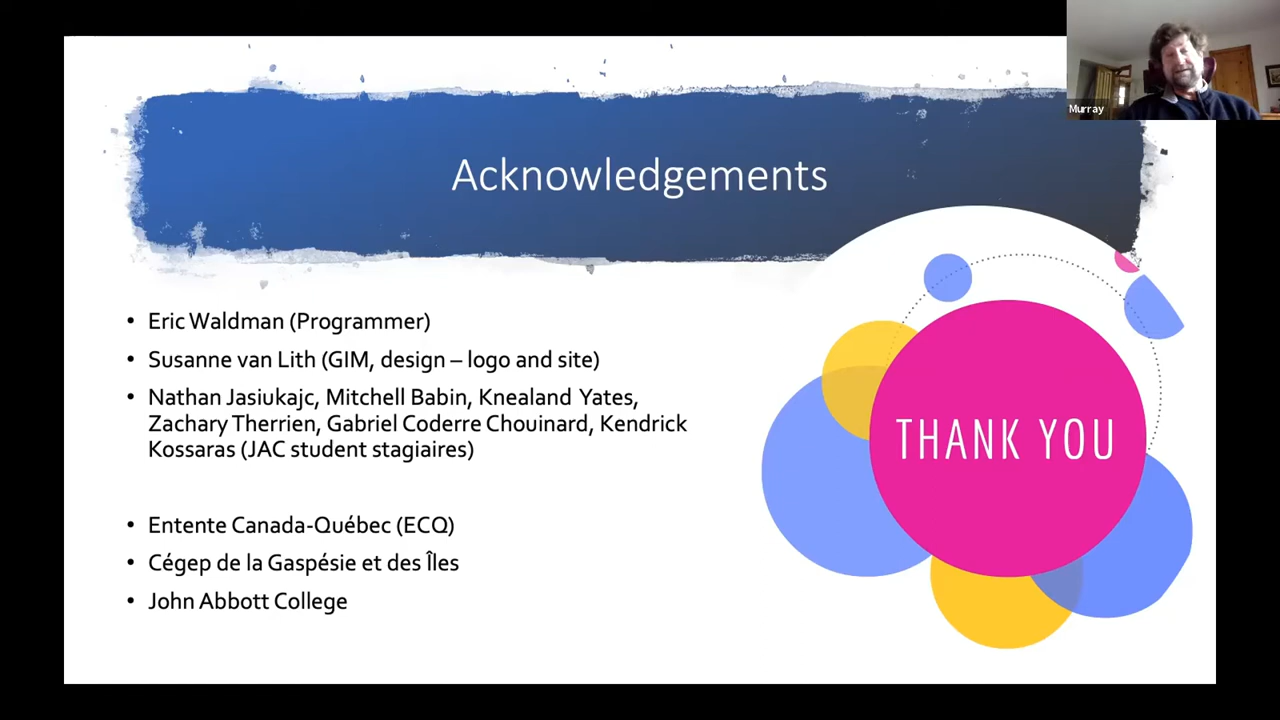 Murray
Acknowledgements
• Eric Waldman (Programmer)
• Susanne van Lith (GIM, design – logo and site)
• Nathan Jasiukajc, Mitchell Babin, Knealand Yates,
Zachary Therrien, Gabriel Coderre Chouinard, Kendrick
Kossaras (JAC student stagiaires)
• Entente Canada-Québec (ECQ)
• Cégep de la Gaspésie et des Îles
• John Abbott College
THANK YOU